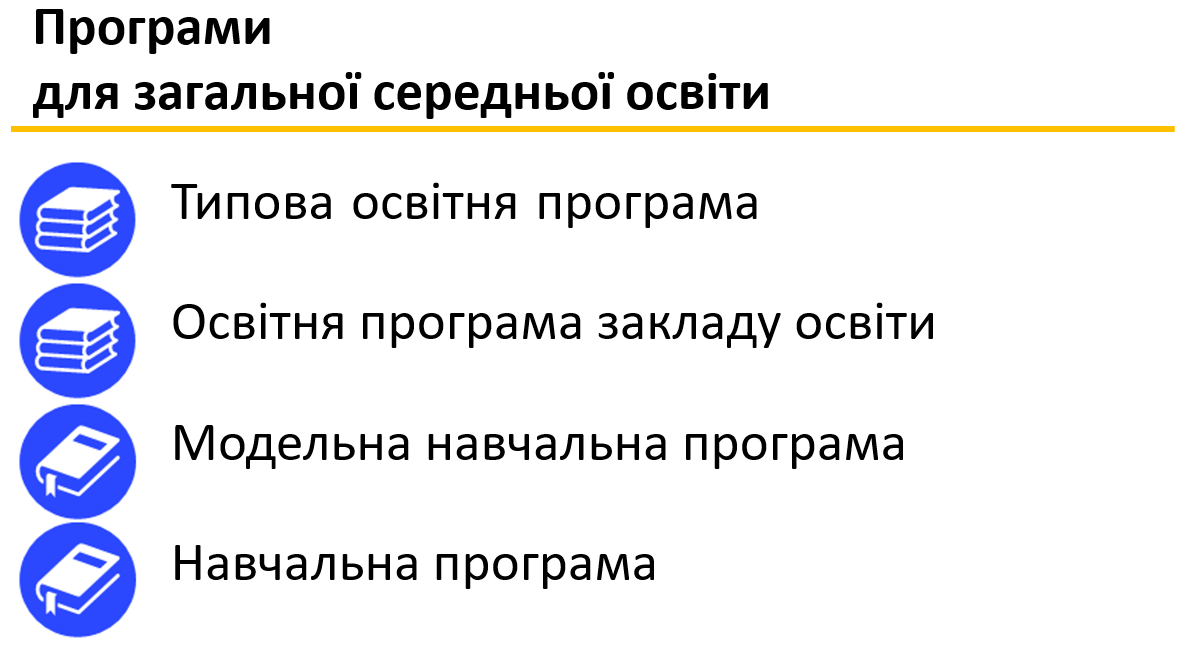 Програми
для загальної середньої освіти
Типова освітня програма
Освітня програма закладу освіти
Модельна навчальна програма
Навчальна програма